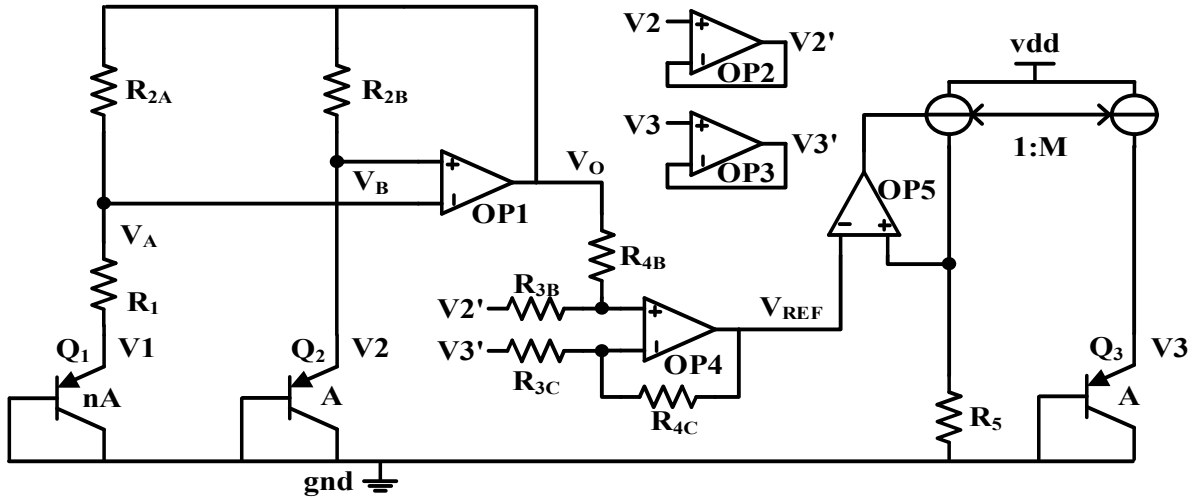 V2
V2'
OP2
vdd
R2A
R2B
V3
V3'
OP3
1:M
VO
OP5
VB
OP1
VA
R4B
R1
R3B
V2'
VREF
V3'
OP4
R3C
Q1
V1
Q2
V2
Q3
V3
nA
A
R4C
R5
A
gnd